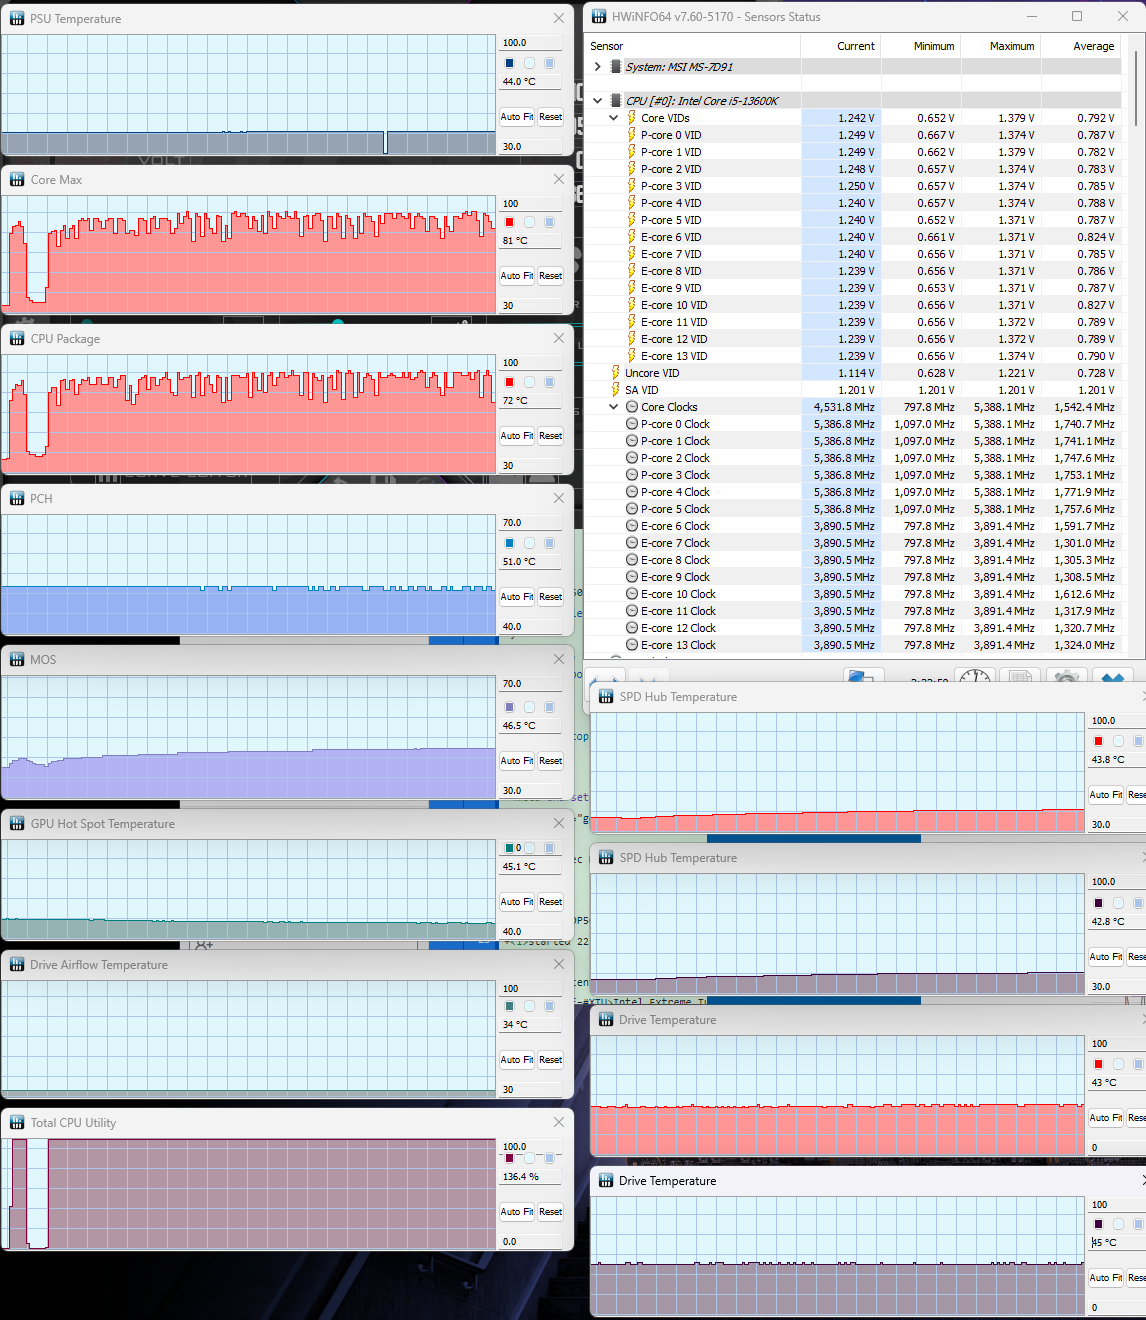 PSU Temperature
100.0
44.0 °C
Auto Fit Reset
30.0
VOLT
Core Max
100
81 °C
Auto Fit Reset
30
CPU Package
100
72 °C
Auto Fit Reset
30
PCH
70.0
51.0 °C
Auto Fit Reset
40.0
MOS
70.0
46.5 °C
Auto Fit Reset
30.0
GPU Hot Spot Temperature
0
45.1 °C
Auto Fit Reset
40.0
Drive Airflow Temperature
100
34 °C
Auto Fit Reset
30
Total CPU Utility
100.0
136.4 %
Auto Fit Reset
0.0
HWiNFO64 v7.60-5170 - Sensors Status
Sensor Current Minimum Maximum Average
System: MSI MS-7D91
CPU [#0]: Intel Core i5-13600K
Core VIDs 1.242 V 0.652 V 1.379 V 0.792 V
P-core 0 VID 1.249 V 0.667 V 1.374 V 0.787 V
P-core 1 VID 1.249 V 0.662 V 1.379 V 0.782 V
P-core 2 VID 1.248 V 0.657 V 1.374 V 0.783 V
P-core 3 VID 1.250 V 0.657 V 1.374 V 0.785 V
P-core 4 VID 1.240 V 0.657 V 1.374 V 0.788 V
P-core 5 VID 1.240 V 0.652 V 1.371 V 0.787 V
E-core 6 VID 1.240 V 0.661 V 1.371 V 0.824 V
E-core 7 VID 1.240 V 0.656 V 1.371 V 0.785 V
E-core 8 VID 1.239 V 0.656 V 1.371 V 0.786 V
E-core 9 VID 1.239 V 0.653 V 1.371 V 0.787 V
E-core 10 VID 1.239 V 0.656 V 1.371 V 0.827 V
E-core 11 VID 1.239 V 0.656 V 1.372 V 0.789 V
E-core 12 VID 1.239 V 0.656 V 1.372 V 0.789 V
E-core 13 VID 1.239 V 0.656 V 1.374 V 0.790 V
Uncore VID 1.114 V 0.628 V 1.221 V 0.728 V
SA VID 1.201 V 1.201 V 1.201 V 1.201 V
Core Clocks 4,531.8 MHz 797.8 MHz 5,388.1 MHz 1,542.4 MHz
P-core 0 Clock 5,386.8 MHz 1,097.0 MHz 5,388.1 MHz 1,740.7 MHz
P-core 1 Clock 5,386.8 MHz 1,097.0 MHz 5,388.1 MHz 1,741.1 MHz
P-core 2 Clock 5,386.8 MHz 1,097.0 MHz 5,388.1 MHz 1,747.6 MHz
P-core 3 Clock 5,386.8 MHz 1,097.0 MHz 5,388.1 MHz 1,753.1 MHz
P-core 4 Clock 5,386.8 MHz 1,097.0 MHz 5,388.1 MHz 1,771.9 MHz
P-core 5 Clock 5,386.8 MHz 1,097.0 MHz 5,388.1 MHz 1,757.6 MHz
E-core 6 Clock 3,890.5 MHz 797.8 MHz 3,891.4 MHz 1,591.7 MHz
E-core 7 Clock 3,890.5 MHz 797.8 MHz 3,891.4 MHz 1,301.0 MHz
E-core 8 Clock 3,890.5 MHz 797.8 MHz 3,891.4 MHz 1,305.3 MHz
E-core 9 Clock 3,890.5 MHz 797.8 MHz 3,891.4 MHz 1,308.5 MHz
E-core 10 Clock 3,890.5 MHz 797.8 MHz 3,891.4 MHz 1,612.6 MHz
E-core 11 Clock 3,890.5 MHz 797.8 MHz 3,891.4 MHz 1,317.9 MHz
E-core 12 Clock 3,890.5 MHz 797.8 MHz 3,891.4 MHz 1,320.7 MHz
E-core 13 Clock 3,890.5 MHz 797.8 MHz 3,891.4 MHz 1,324.0 MHz
SPD Hub Temperature
100.0
43.8 °C
Auto Fit Rese
30.0
SPD Hub Temperature
100.0
42.8 °C
Auto Fit Rese
30.0
Drive Temperature
100
43 °C
Auto Fit Rese
0
Drive Temperature
100
45 °C
Auto Fit Rese
0